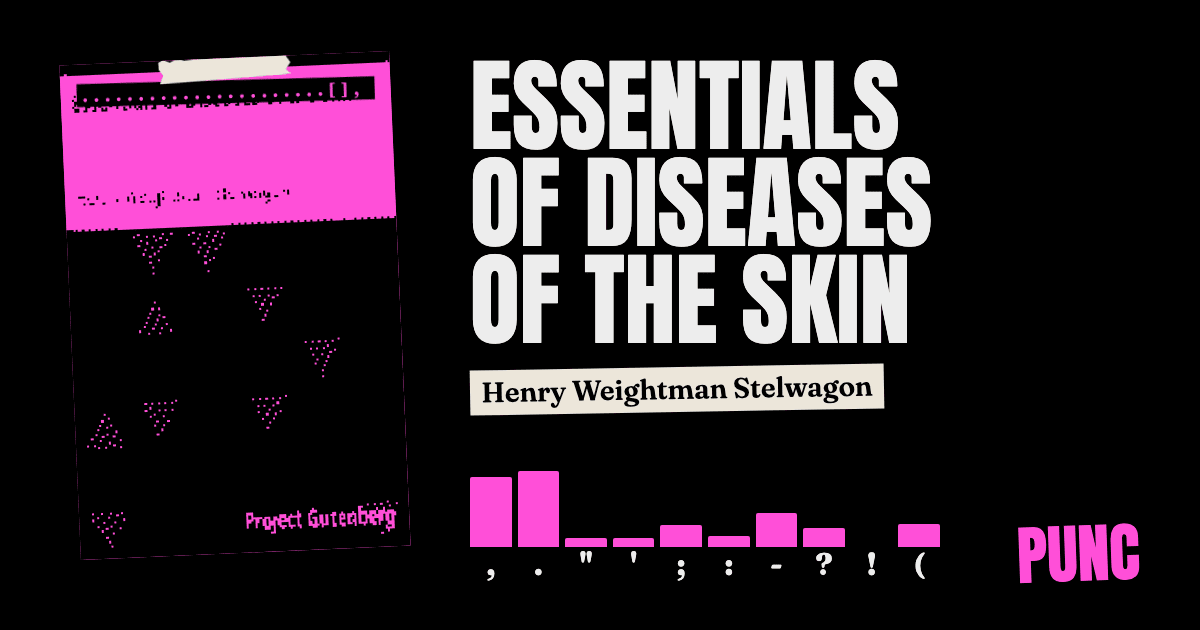 ......................[],
Project Gutenberg
ESSENTIALS
OF DISEASES
OF THE SKIN
Henry Weightman Stelwagon
, . " ' ; : - ? ! (
PUNC